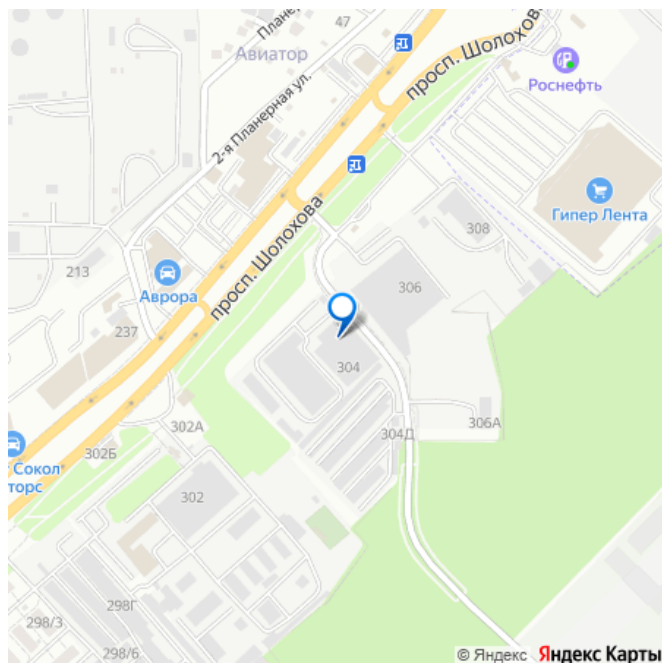 47
Планерн
Авиатор
просп. Шолохова
Роснефть
2-я Планерная ул.
Гипер Лента
308
213
просп. Шолохова
306
Аврора
237
304
306А
302А
304Д
302Б
Сокол
торс
302
298Г
298/3
298/6
© Яндекс Яндекс Карты